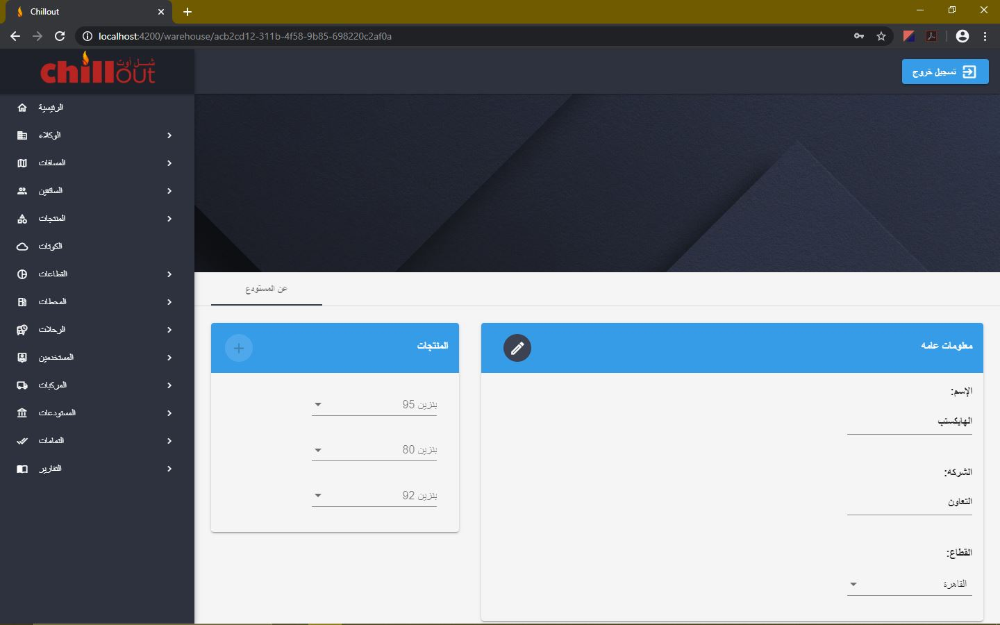 Chillout
localhost:4200/warehouse/acb2cd12-311b-4f58-9b85-698220c2af0a
chillout
شـل أوت
تسجيل خروج
الرئيسية
الوكلاء
المسافات
السائقين
المنتجات
الكوتات
القطاعات
المحطات
الرحلات
المستخدمين
المركبات
المستودعات
التمامات
التقارير
عن المستودع
معلومات عامه
الإسم:
الهايكستب
الشركه:
التعاون
القطاع:
القاهرة
المنتجات
بنزين 95
بنزين 80
بنزين 92